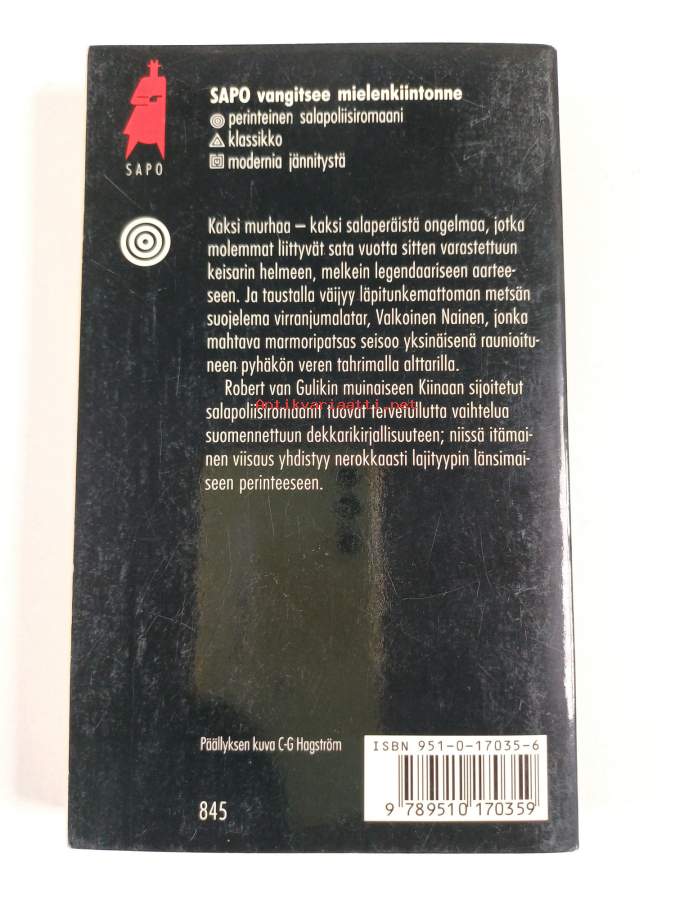 SAPO vangitsee mielenkiintonne
perinteinen salapoliisiromaani
klassikko
modernia jännitystä
SAPO
Kaksi murhaa – kaksi salaperäistä ongelmaa, jotka
molemmat liittyvät sata vuotta sitten varastettuun
keisarin helmeen, melkein legendaariseen aartee-
seen. Ja taustalla väijyy läpitunkemattoman metsän
suojelema virranjumalatar, Valkoinen Nainen, jonka
mahtava marmoripatsas seisoo yksinäisenä raunioitu-
neen pyhäkön veren tahrimalla alttarilla.
Robert van Gulikin muinaiseen Kiinaan sijoitetut
Antikvariaatti.net
salapoliisiromaanit tuovat tervetullutta vaihtelua
suomennettuun dekkarikirjallisuuteen; niissä itämai-
nen viisaus yhdistyy nerokkaasti lajityypin länsimai-
seen perinteeseen.
Päällyksen kuva C-G Hagström
ISBN 951-0-17035-6
9 789510 170359
845